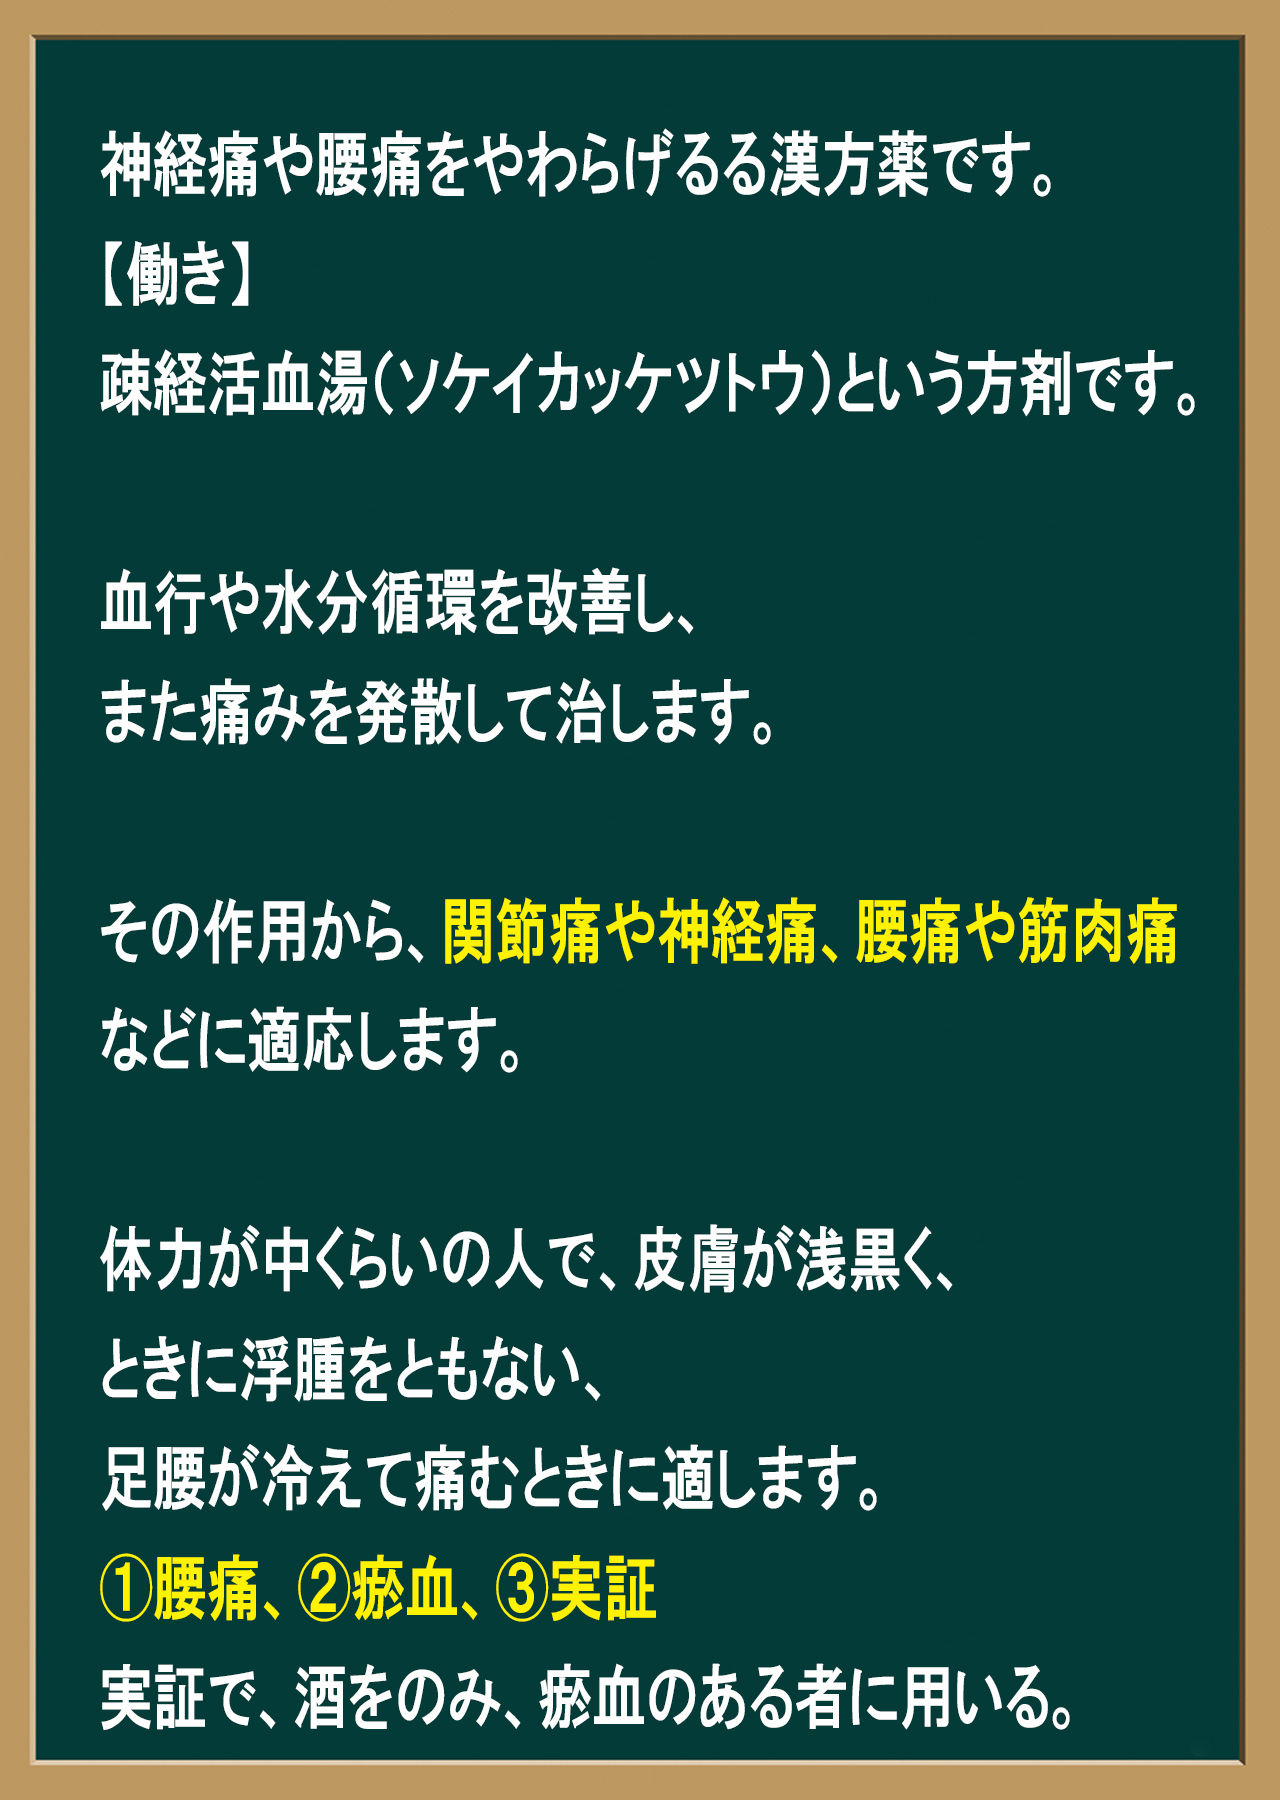 神経痛や腰痛をやわらげるる漢方薬です。
【働き】
疎経活血湯（ソケイカッケツトウ）という方剤です。
血行や水分循環を改善し、
また痛みを発散して治します。
その作用から、関節痛や神経痛、腰痛や筋肉痛
などに適応します。
体力が中くらいの人で、皮膚が浅黒く、
ときに浮腫をともない、
足腰が冷えて痛むときに適します。
①腰痛、②瘀血、③実証
実証で、酒をのみ、瘀血のある者に用いる。